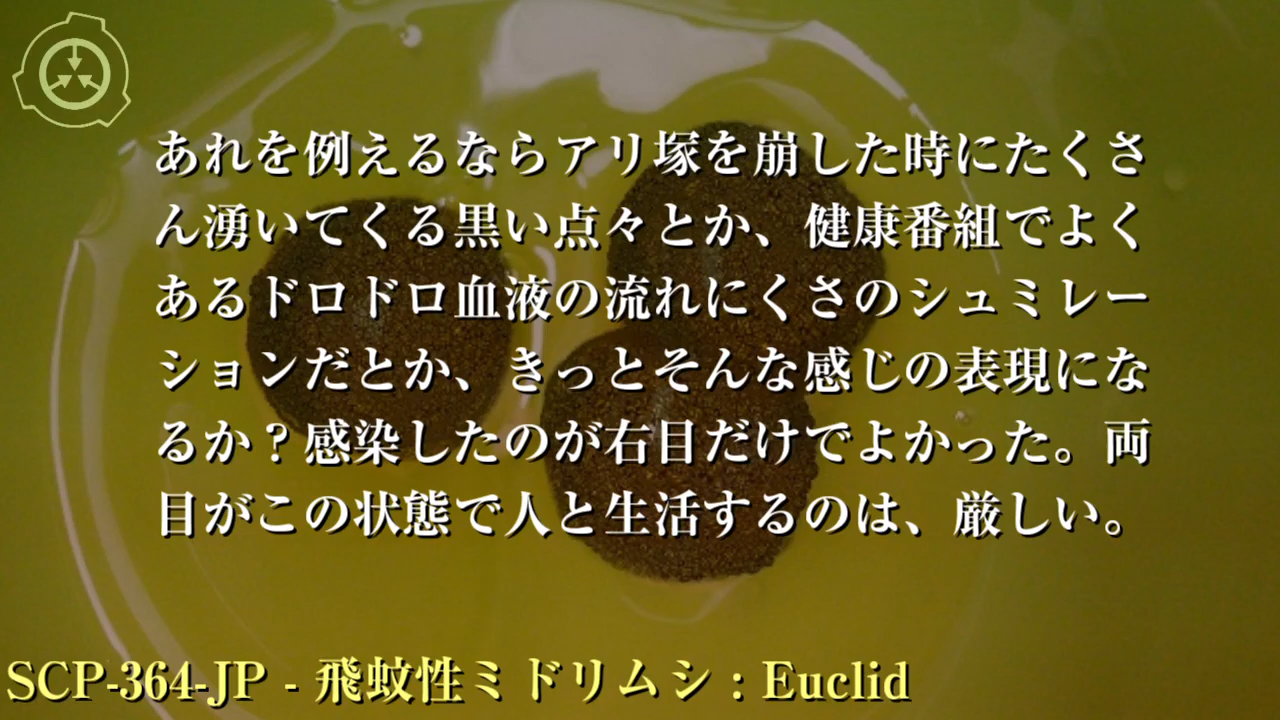 あれを例えるならアリ塚を崩した時にたくさ
ん湧いてくる黒い点々とか、健康番組でよく
あるドロドロ血液の流れにくさのシュミレー
ションだとか、きっとそんな感じの表現にな
るか？感染したのが右目だけでよかった。両
目がこの状態で人と生活するのは、厳しい。
SCP-364-JP - 飛蚊性ミドリムシ : Euclid